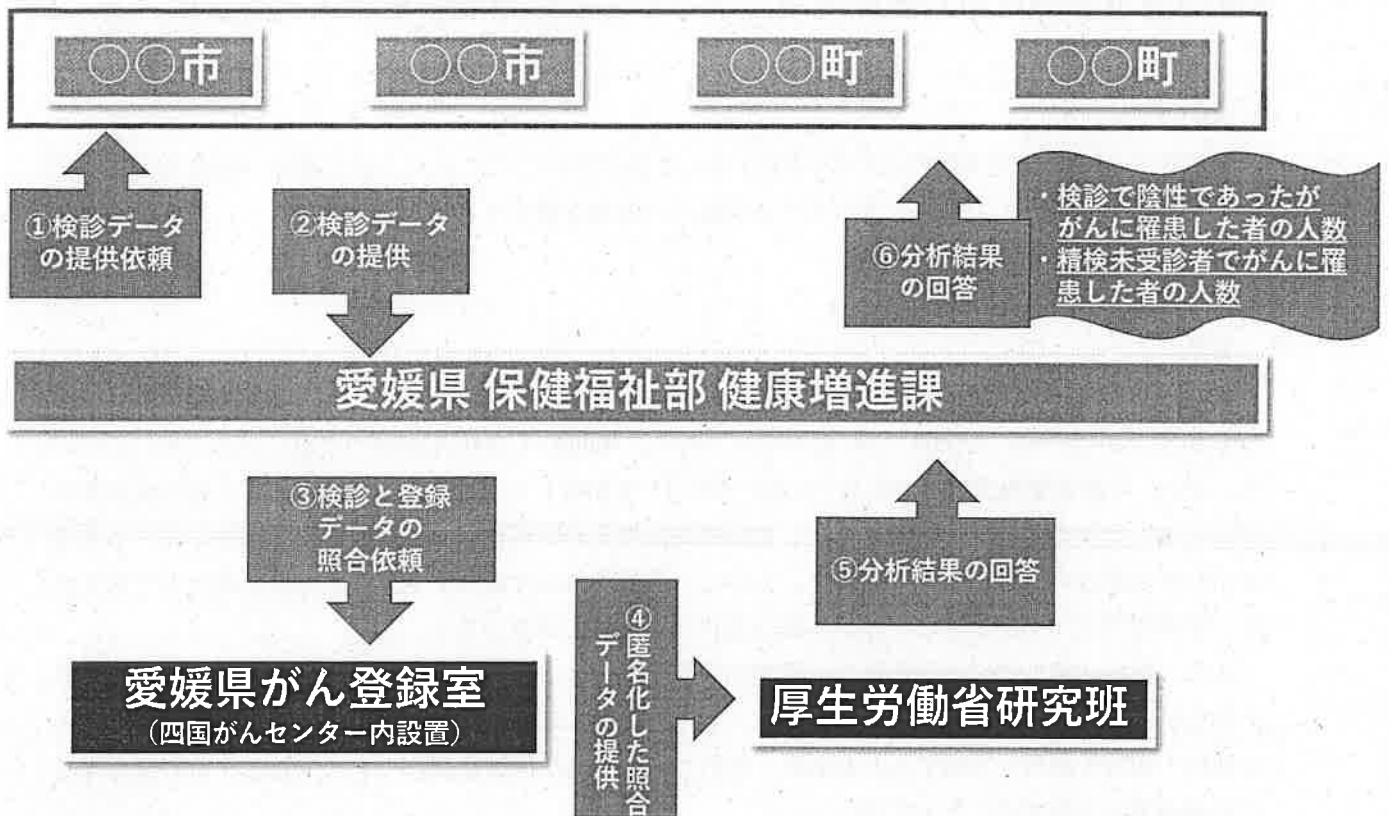 ○○市
○○市
○○町
○○町
①検診データ
の提供依頼
②検診データ
の提供
⑥分析結果
の回答
・検診で陰性であったが
がんに罹患した者の人数
・精検未受診者でがんに罹
患した者の人数
愛媛県 保健福祉部 健康増進課
③検診と登録
データの
照合依頼
④匿名化した照合
データの提供
⑤分析結果の回答
愛媛県がん登録室
(四国がんセンター内設置)
厚生労働省研究班